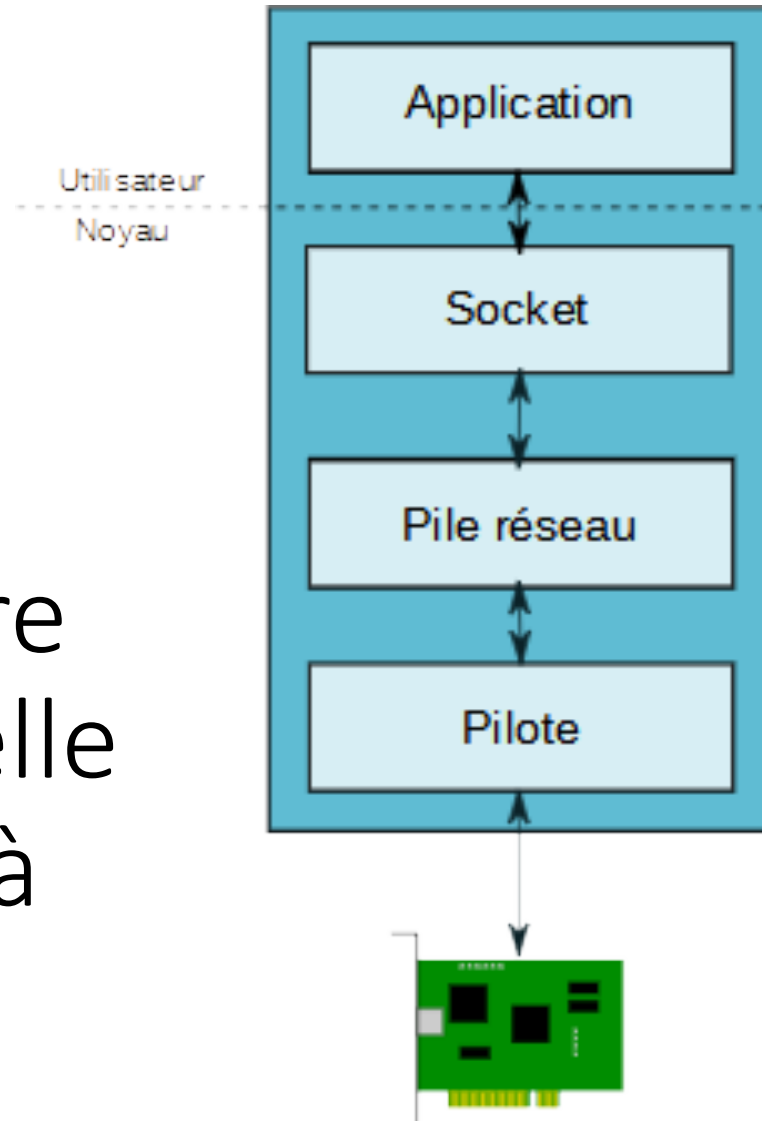 Application
Utilisateur
Noyau
Socket
Pile réseau
re
elle
à
Pilote